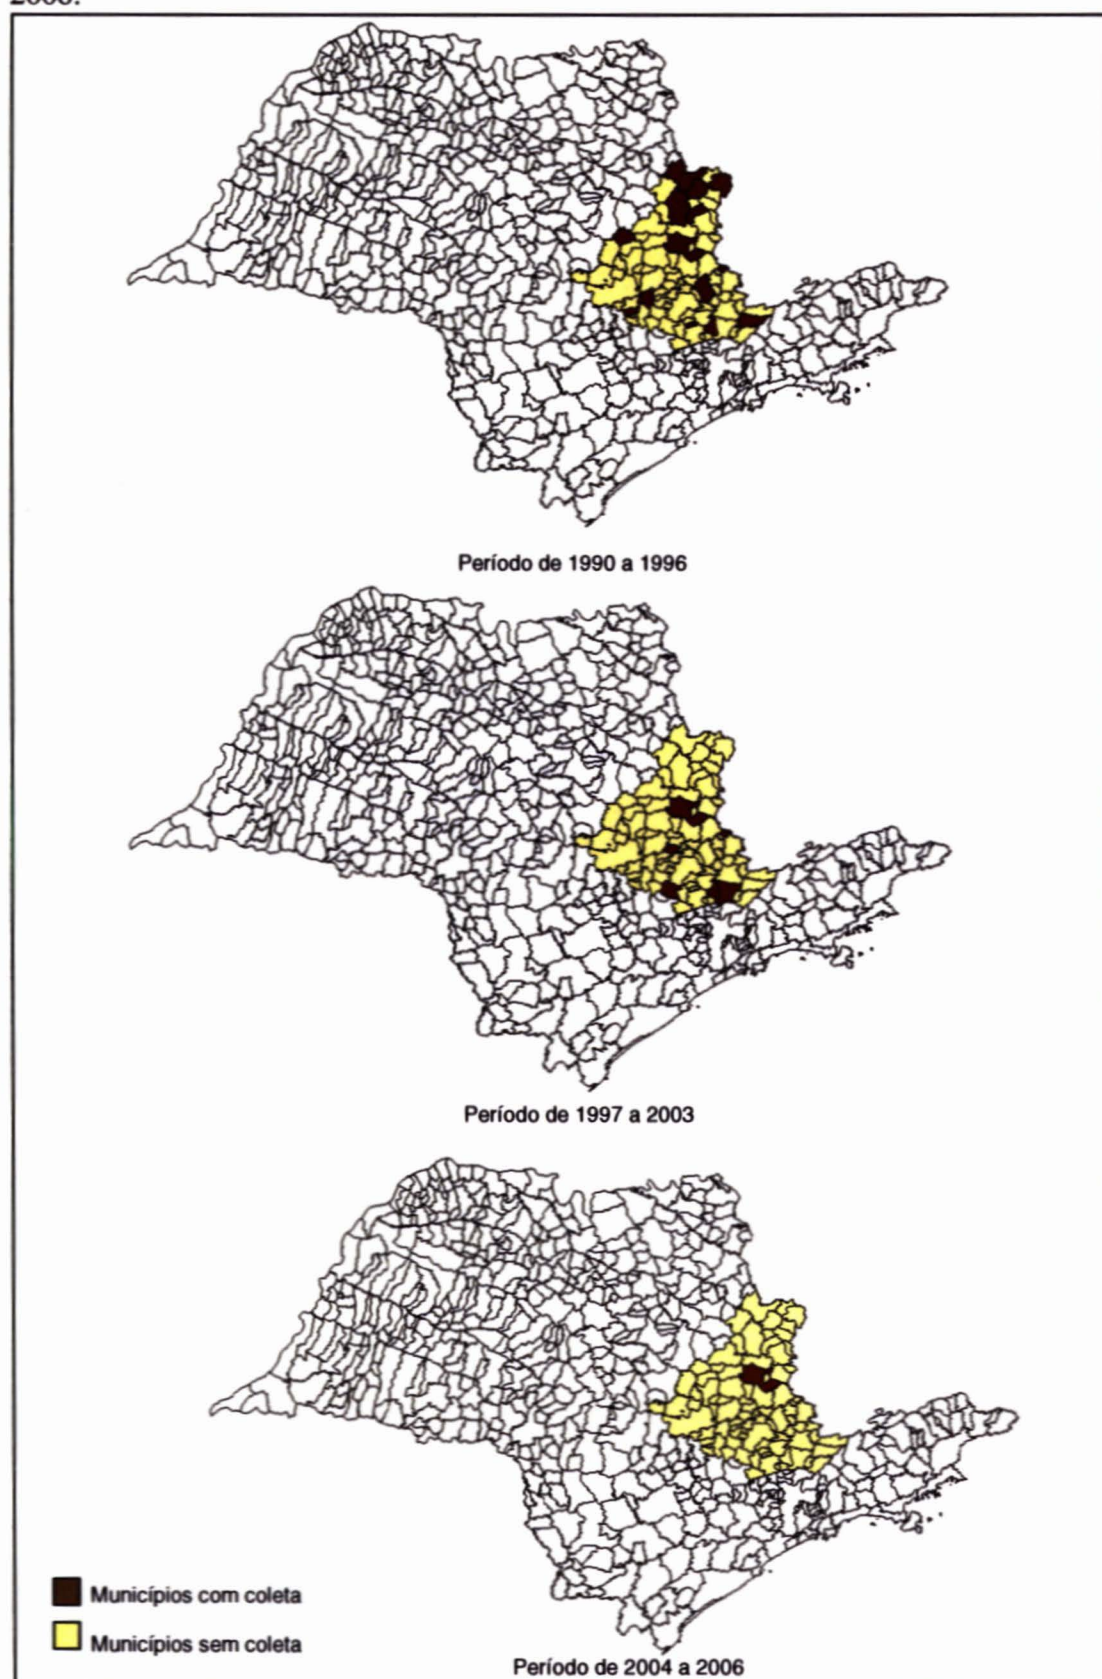 Período de 1990 a 1996
Período de 1997 a 2003
Municípios com coleta
Municípios sem coleta
Período de 2004 a 2006